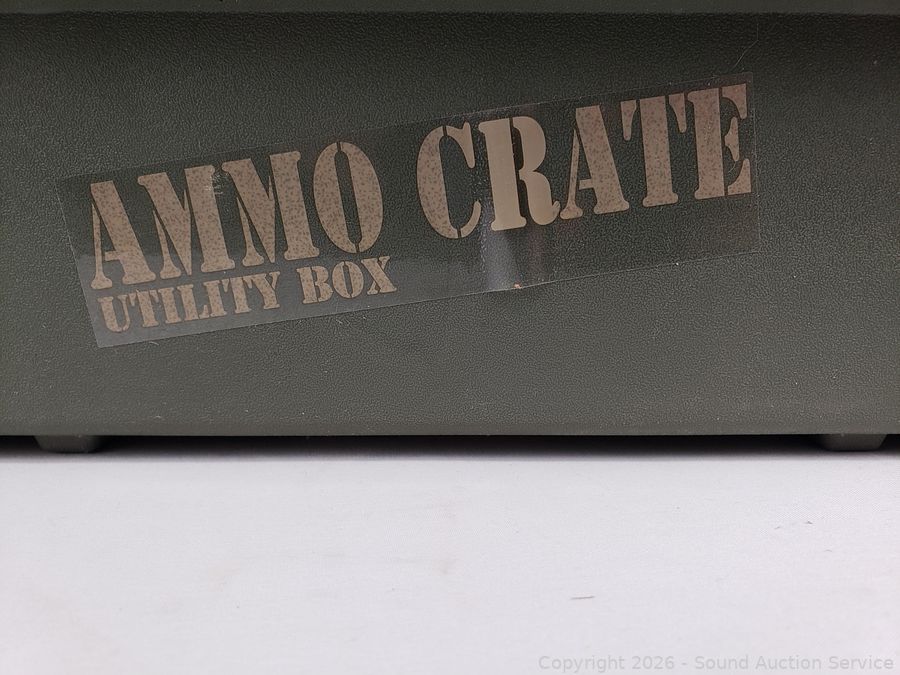 AMMO CRATE
UTILITY BOX
Copyright 2026 - Sound Auction Service